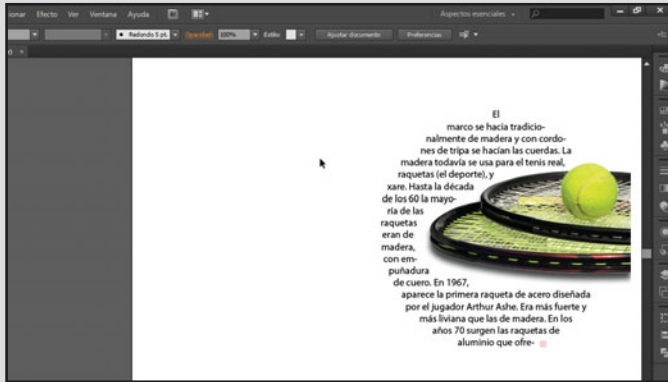 ionar Efecto Ver Ventana Ayuda Aspectos esenciales
Redondo 5 pt. Opacidad: 100% Estilo: Ajustar documento Preferencias
El
marco se hacía tradicio-
nalmente de madera y con cordo-
nes de tripa se hacían las cuerdas. La
madera todavía se usa para el tenis real,
raquetas (el deporte), y
xare. Hasta la década
de los 60 la mayo-
ría de las
raquetas
eran de
madera,
con em-
puñadura
de cuero. En 1967,
aparece la primera raqueta de acero diseñada
por el jugador Arthur Ashe. Era más fuerte y
más liviana que las de madera. En los
años 70 surgen las raquetas de
aluminio que ofre-